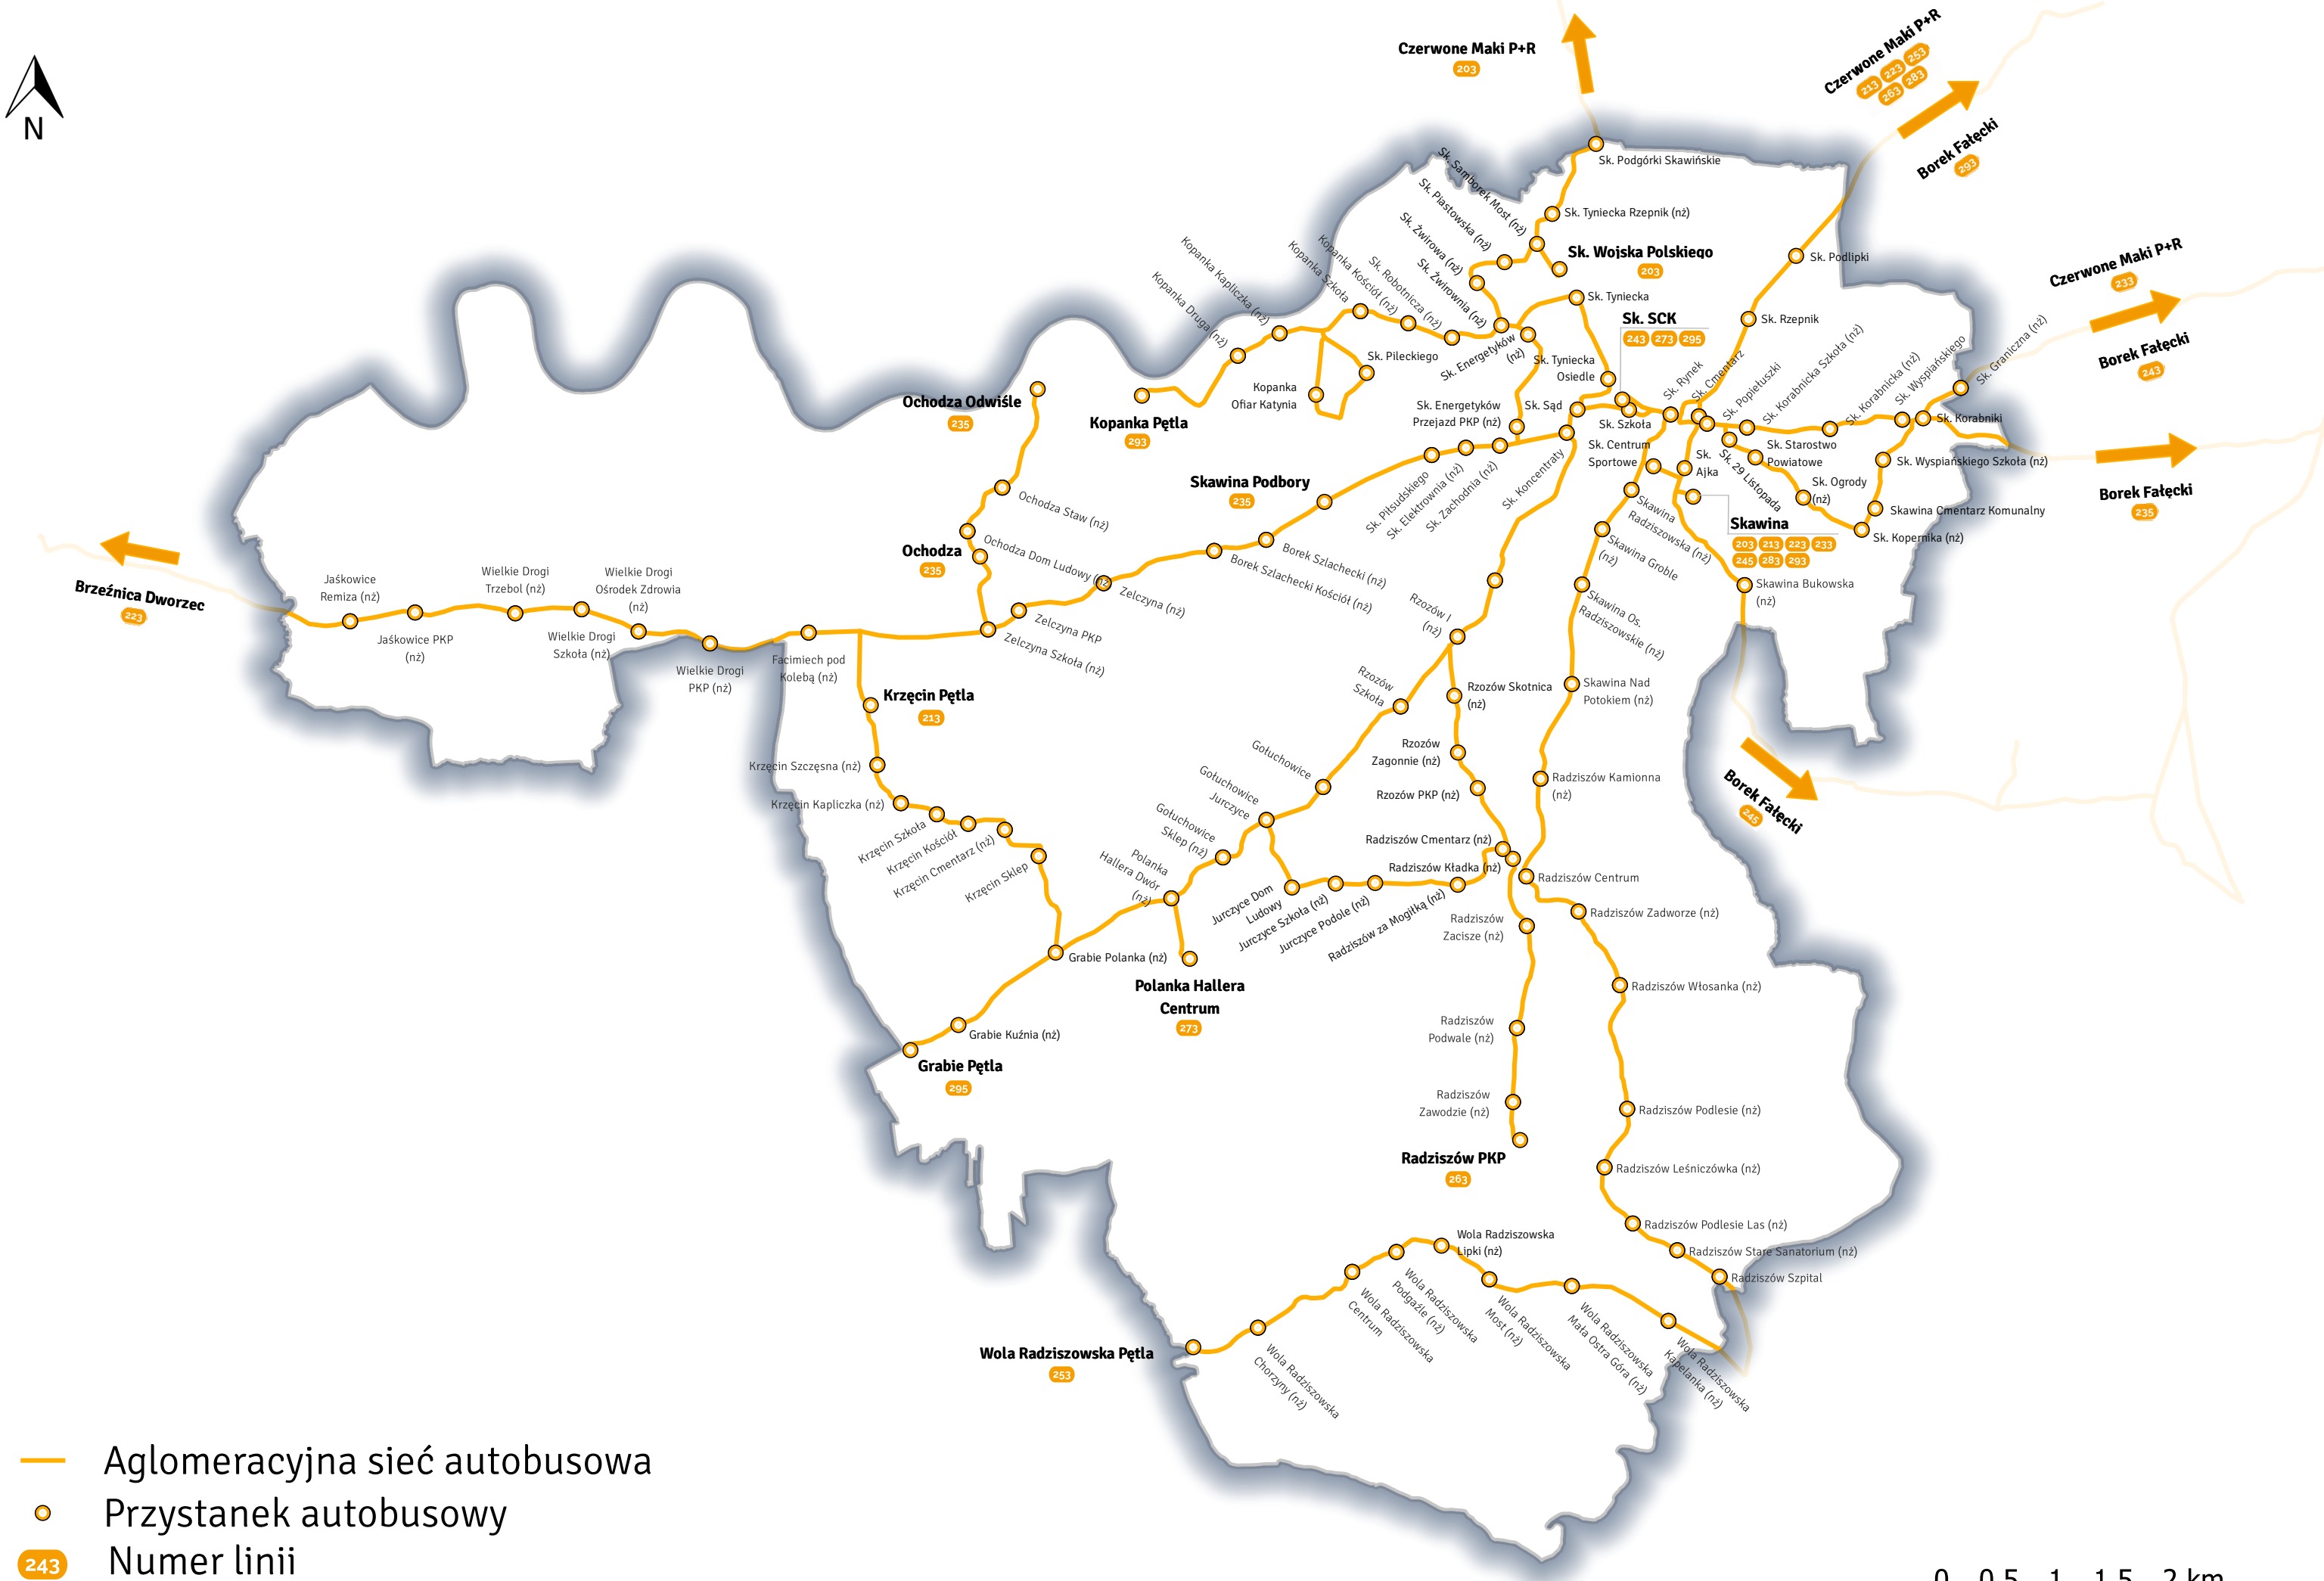 N
Czerwone Maki P+R
203
Czerwone Maki P+R
213 223 253
263 283
Borek Fałęcki
293
Czerwone Maki P+R
233
Borek Fałęcki
243
Borek Fałęcki
235
Borek Fałęcki
245
Brzeźnica Dworzec
223
Sk. Podgórki Skawińskie
Sk. Tyniecka Rzepnik (nż)
Sk. Samborek Most (nż)
Sk. Piastowska (nż)
Sk. Żwirowa (nż)
Sk. Żwirownia (nż)
Sk. Wojska Polskiego
203
Sk. Podlipki
Sk. Rzepnik
Sk. Tyniecka
Sk. SCK
243 273 295
Sk. Tyniecka
Osiedle
Sk. Energetyków
(nż)
Sk. Robotnicza (nż)
Kopanka Kościół (nż)
Kopanka Szkoła
Kopanka Kapliczka (nż)
Kopanka Druga (nż)
Sk. Pileckiego
Kopanka
Ofiar Katynia
Kopanka Pętla
293
Ochodza Odwiśle
235
Ochodza Staw (nż)
Ochodza Dom Ludowy (nż)
Ochodza
235
Skawina Podbory
235
Sk. Energetyków
Przejazd PKP (nż)
Sk. Sąd
Sk. Szkoła
Sk. Rynek
Sk. Cmentarz
Sk. Popiełuszki
Sk. Korabnicka Szkoła (nż)
Sk. Korabnicka (nż)
Sk. Wyspiańskiego
Sk. Graniczna (nż)
Sk. Korabniki
Sk. Wyspiańskiego Szkoła (nż)
Sk. Starostwo
Powiatowe
Sk. 29 Listopada
Sk. Ogrody
(nż)
Skawina Cmentarz Komunalny
Sk. Kopernika (nż)
Sk. Centrum
Sportowe
Sk.
Ajka
Skawina
203 213 223 233
245 283 293
Sk. Piłsudskiego
Sk. Elektrownia (nż)
Sk. Zachodnia (nż)
Sk. Koncentraty
Skawina
Radziszowska (nż)
Skawina Groble
(nż)
Skawina Bukowska
(nż)
Skawina Os.
Radziszowskie (nż)
Skawina Nad
Potokiem (nż)
Borek Szlachecki (nż)
Borek Szlachecki Kościół (nż)
Zelczyna (nż)
Zelczyna PKP
Zelczyna Szkoła (nż)
Jaśkowice
Remiza (nż)
Jaśkowice PKP
(nż)
Wielkie Drogi
Trzebol (nż)
Wielkie Drogi
Ośrodek Zdrowia
(nż)
Wielkie Drogi
Szkoła (nż)
Wielkie Drogi
PKP (nż)
Facimiech pod
Kolebą (nż)
Krzęcin Pętla
213
Krzęcin Szczęsna (nż)
Krzęcin Kapliczka (nż)
Krzęcin Szkoła
Krzęcin Kościół
Krzęcin Cmentarz (nż)
Krzęcin Sklep
Rzozów I
(nż)
Rzozów
Szkoła
Rzozów Skotnica
(nż)
Rzozów
Zagonnie (nż)
Rzozów PKP (nż)
Gołuchowice
Gołuchowice
Jurczyce
Gołuchowice
Sklep (nż)
Polanka
Hallera Dwór
(nż)
Grabie Polanka (nż)
Grabie Kuźnia (nż)
Grabie Pętla
295
Polanka Hallera
Centrum
273
Jurczyce Dom
Ludowy
Jurczyce Szkoła (nż)
Jurczyce Podole (nż)
Radziszów za Mogiłką (nż)
Radziszów Cmentarz (nż)
Radziszów Kładka (nż)
Radziszów Kamionna
(nż)
Radziszów Centrum
Radziszów Zadworze (nż)
Radziszów
Zacisze (nż)
Radziszów Włosanka (nż)
Radziszów
Podwale (nż)
Radziszów
Zawodzie (nż)
Radziszów Podlesie (nż)
Radziszów PKP
263
Radziszów Leśniczówka (nż)
Radziszów Podlesie Las (nż)
Radziszów Stare Sanatorium (nż)
Radziszów Szpital
Wola Radziszowska
Lipki (nż)
Wola Radziszowska
Podgaźle (nż)
Wola Radziszowska
Centrum
Wola Radziszowska
Most (nż)
Wola Radziszowska
Mała Ostra Góra (nż)
Wola Radziszowska
Kapelanka (nż)
Wola Radziszowska
Chorzyny (nż)
Wola Radziszowska Pętla
253
Aglomeracyjna sieć autobusowa
Przystanek autobusowy
243 Numer linii
0 0.5 1 1.5 2 km